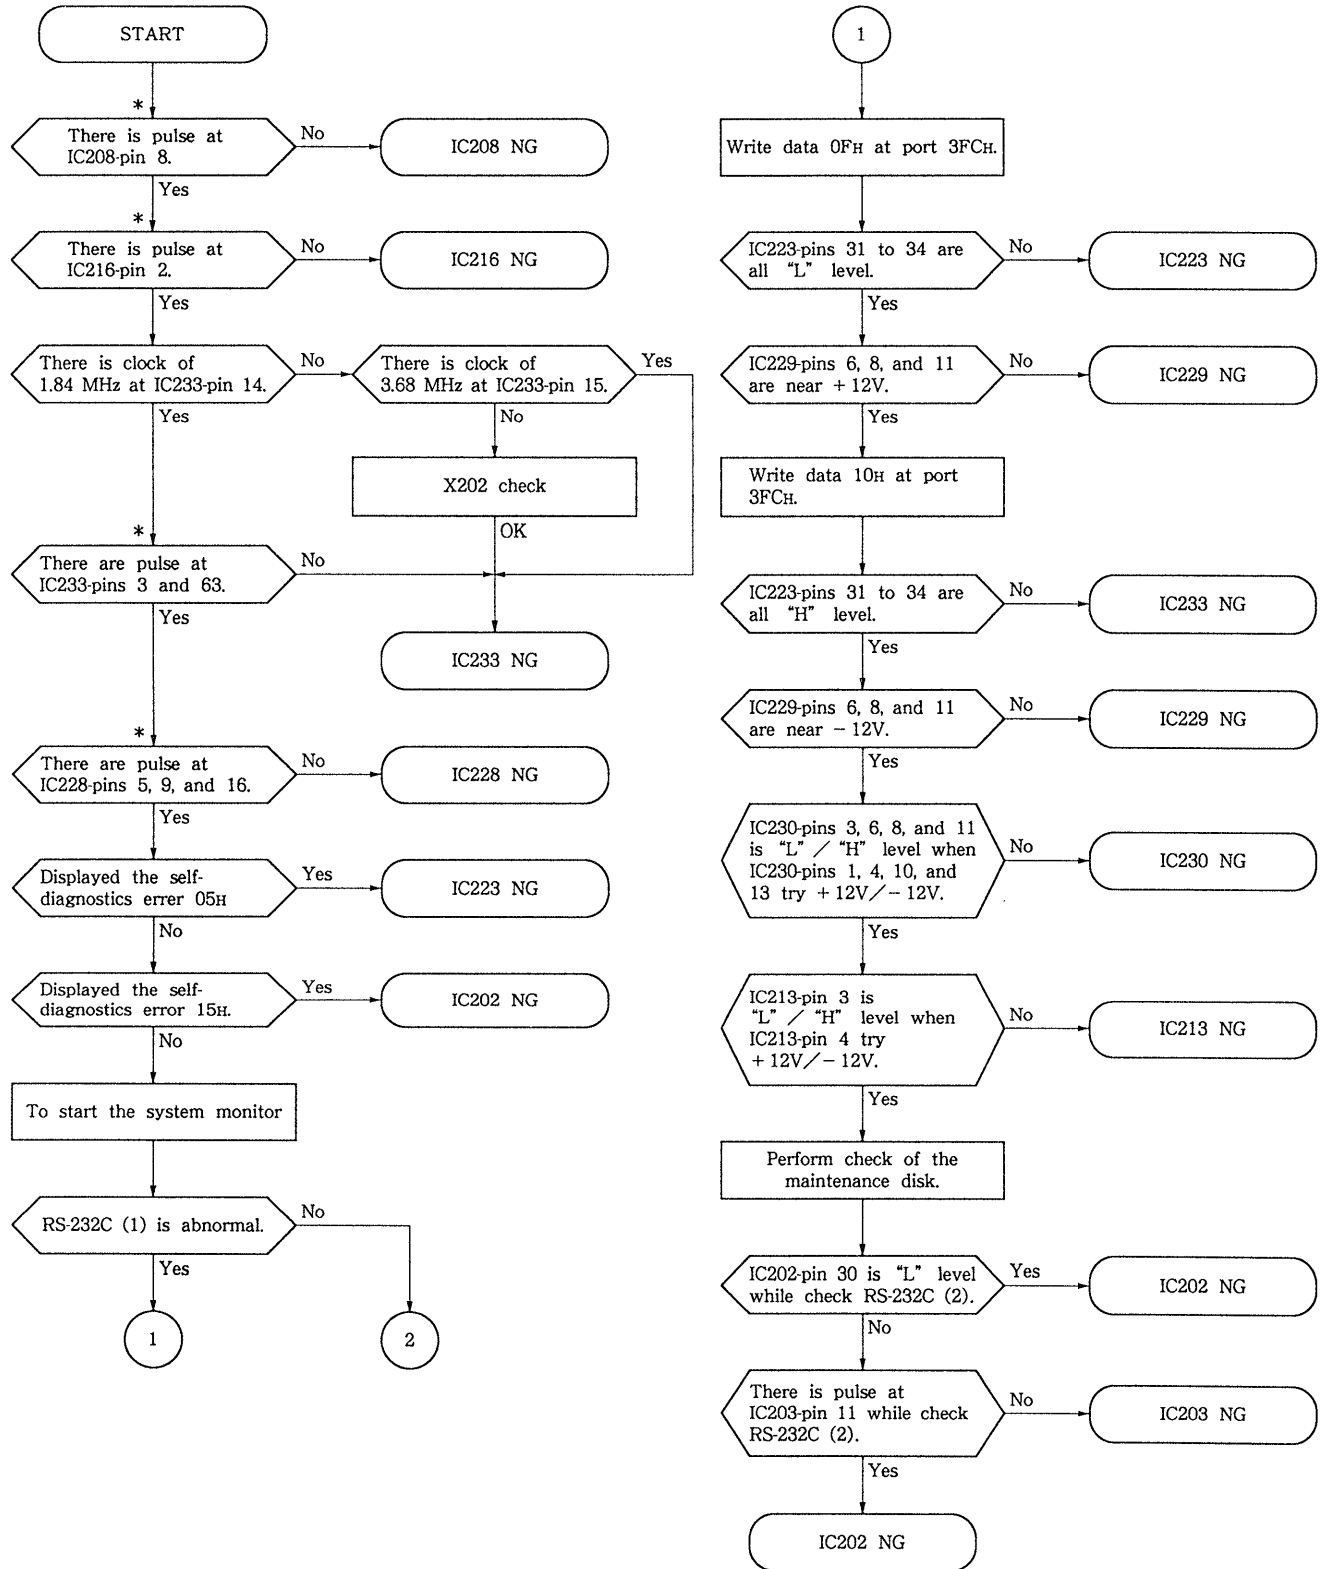 START
*
There is pulse at
IC208-pin 8.
No
IC208 NG
Yes
*
There is pulse at
IC216-pin 2.
No
IC216 NG
Yes
There is clock of
1.84 MHz at IC233-pin 14.
No
There is clock of
3.68 MHz at IC233-pin 15.
Yes
Yes
No
X202 check
OK
*
There are pulse at
IC233-pins 3 and 63.
No
Yes
IC233 NG
*
There are pulse at
IC228-pins 5, 9, and 16.
No
IC228 NG
Yes
Displayed the self-
diagnostics errer 05H
Yes
IC223 NG
No
Displayed the self-
diagnostics error 15H.
Yes
IC202 NG
No
To start the system monitor
RS-232C (1) is abnormal.
No
Yes
1
2
1
Write data 0FH at port 3FCH.
IC223-pins 31 to 34 are
all "L" level.
No
IC223 NG
Yes
IC229-pins 6, 8, and 11
are near +12V.
No
IC229 NG
Yes
Write data 10H at port
3FCH.
IC223-pins 31 to 34 are
all "H" level.
No
IC233 NG
Yes
IC229-pins 6, 8, and 11
are near −12V.
No
IC229 NG
Yes
IC230-pins 3, 6, 8, and 11
is "L" / "H" level when
IC230-pins 1, 4, 10, and
13 try +12V/−12V.
No
IC230 NG
Yes
IC213-pin 3 is
"L" / "H" level when
IC213-pin 4 try
+12V/−12V.
No
IC213 NG
Yes
Perform check of the
maintenance disk.
IC202-pin 30 is "L" level
while check RS-232C (2).
Yes
IC202 NG
No
There is pulse at
IC203-pin 11 while check
RS-232C (2).
No
IC203 NG
Yes
IC202 NG